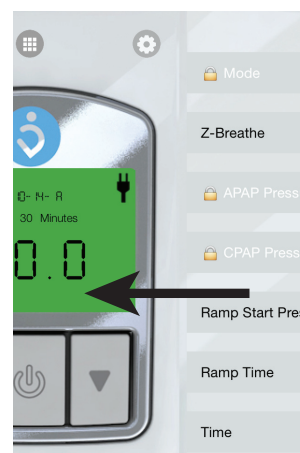 Mode
Z-Breathe
10-14- A
30 Minutes
APAP Press
0.0
CPAP Press
Ramp Start Pres
Ramp Time
Time